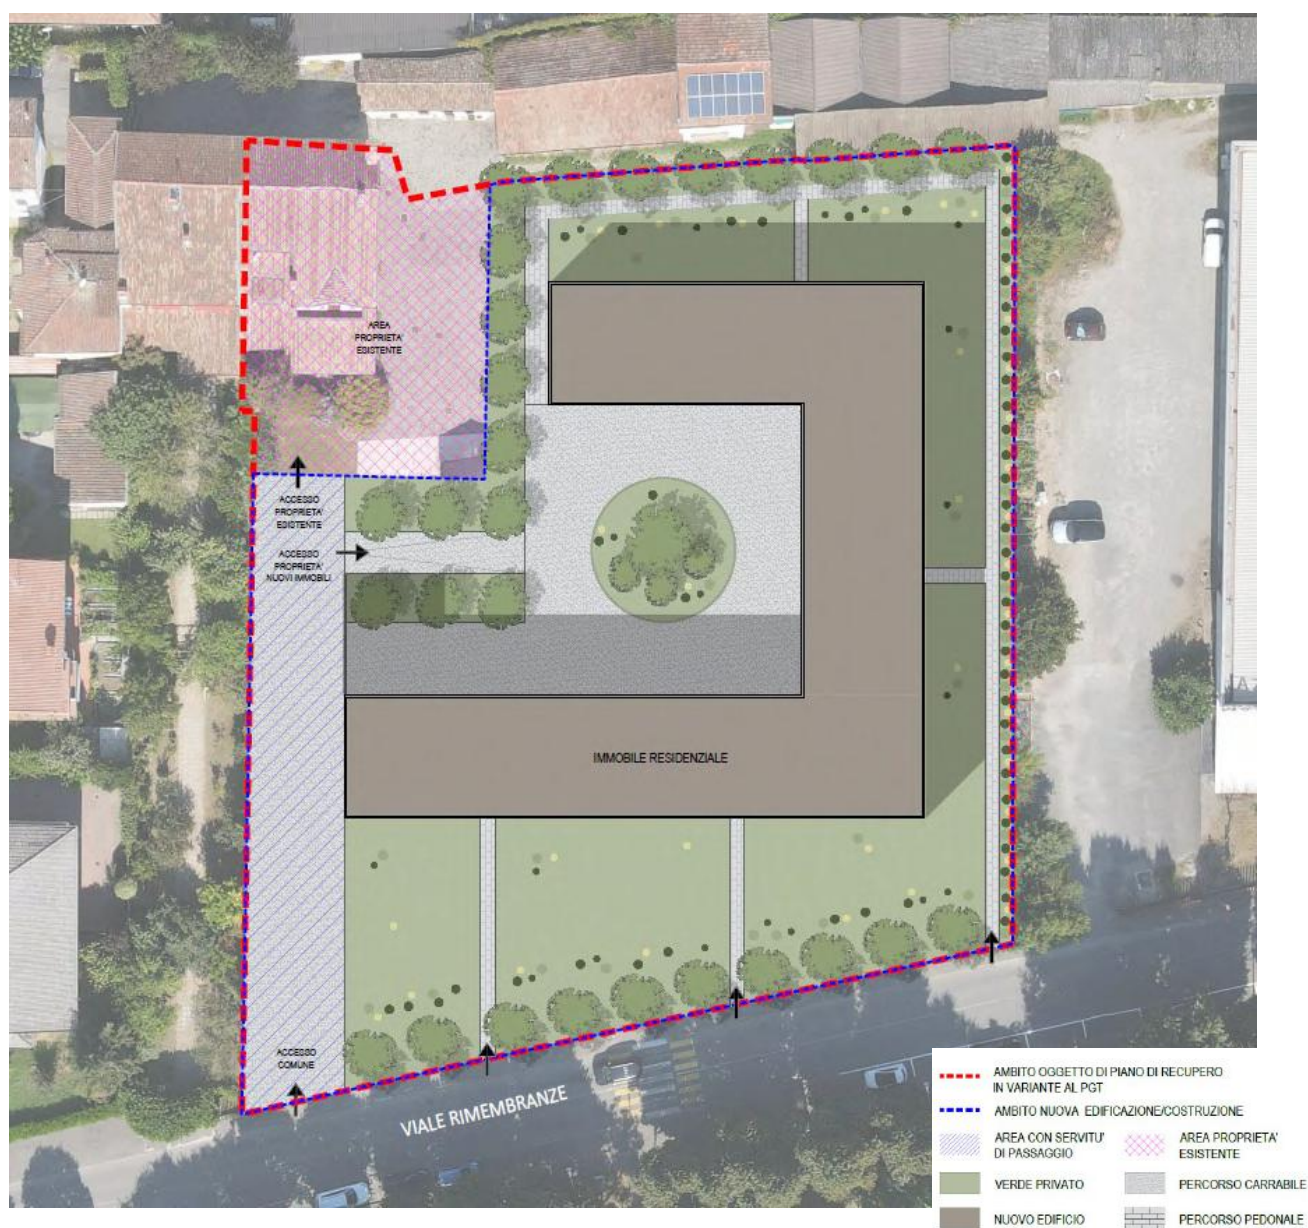 AREA
PROPRIETA'
ESISTENTE
ACCESSO
PROPRIETA'
ESISTENTE
ACCESSO
PROPRIETA'
NUOVI IMMOBILI
IMMOBILE RESIDENZIALE
ACCESSO
COMUNE
VIALE RIMEMBRANZE
AMBITO OGGETTO DI PIANO DI RECUPERO
IN VARIANTE AL PGT
AMBITO NUOVA EDIFICAZIONE/COSTRUZIONE
AREA CON SERVITU'
DI PASSAGGIO
AREA PROPRIETA'
ESISTENTE
VERDE PRIVATO
PERCORSO CARRABILE
NUOVO EDIFICIO
PERCORSO PEDONALE